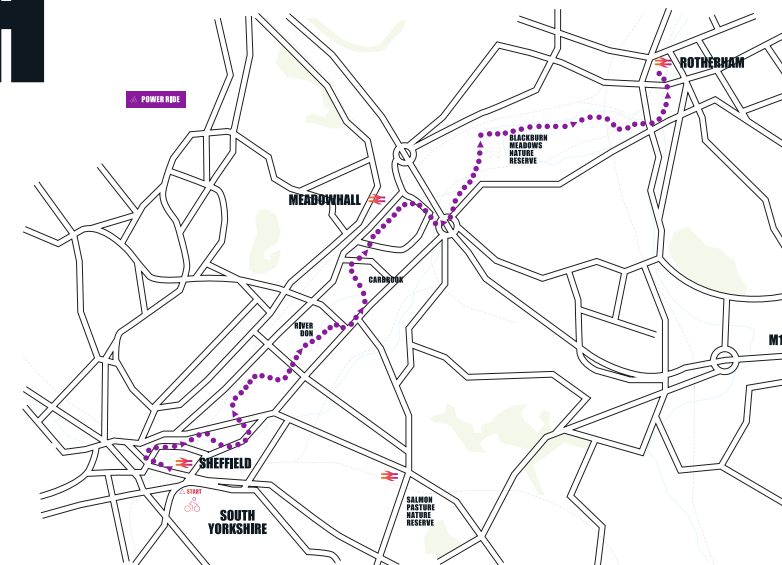 H
ROTHERHAM
POWER RIDE
BLACKBURN
MEADOWS
NATURE
RESERVE
MEADOWHALL
CARBROOK
RIVER
DON
M1
SHEFFIELD
START
SALMON
PASTURE
NATURE
RESERVE
SOUTH
YORKSHIRE